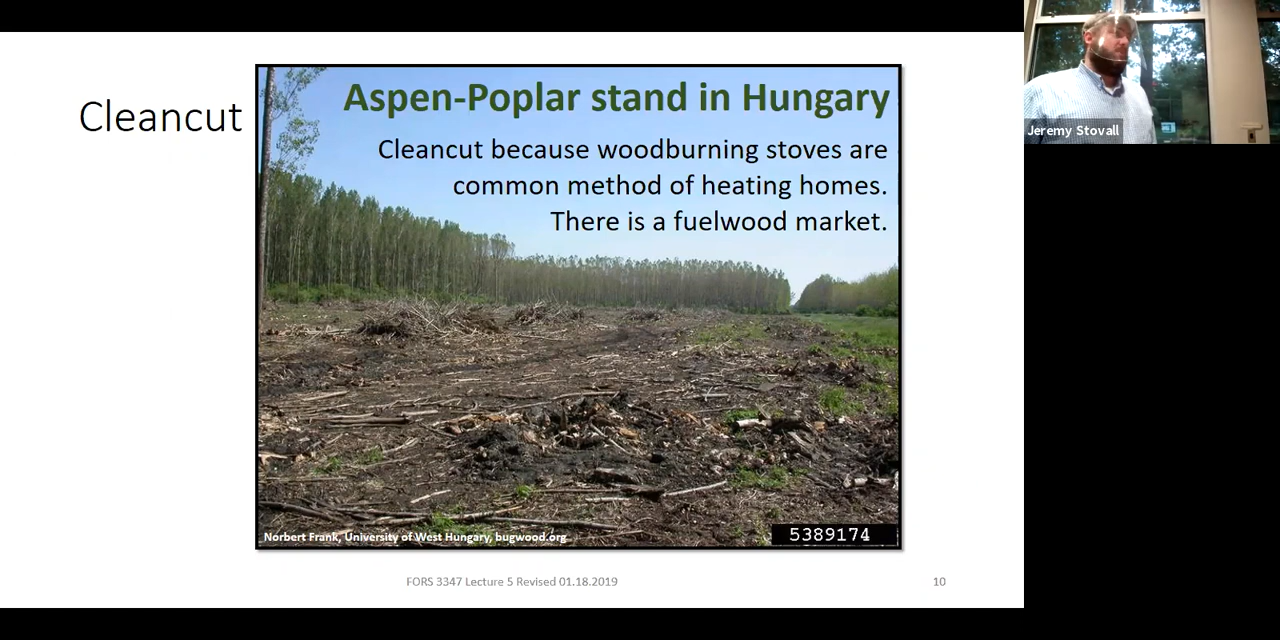 Cleancut
Aspen-Poplar stand in Hungary
Cleancut because woodburning stoves are
common method of heating homes.
There is a fuelwood market.
Norbert Frank, University of West Hungary, bugwood.org
5389174
FORS 3347 Lecture 5 Revised 01.18.2019
10
Jeremy Stovall